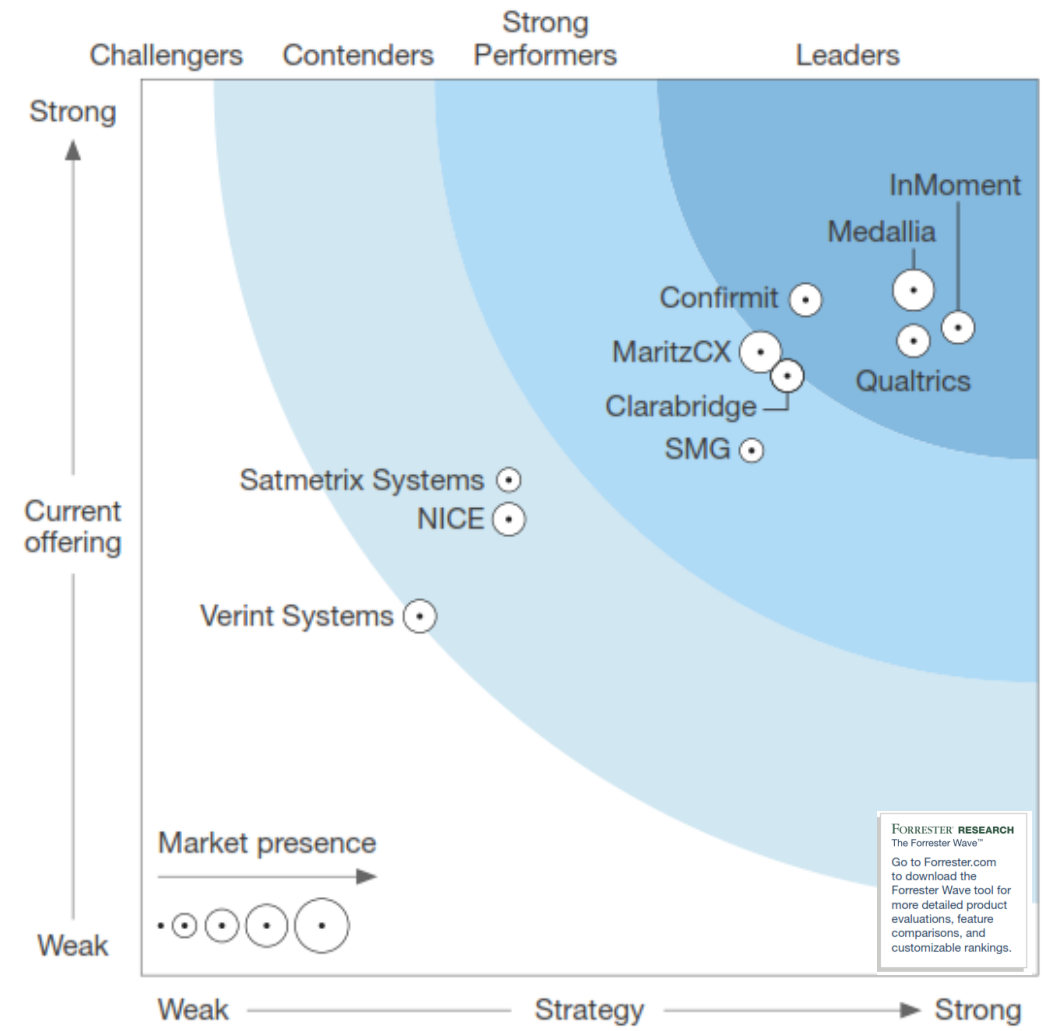 Strong
Challengers Contenders Performers Leaders
Strong
InMoment
Medallia
Confirmit
MaritzCX
Qualtrics
Clarabridge
SMG
Satmetrix Systems
NICE
Current
offering
Verint Systems
Market presence
FORRESTER® RESEARCH
The Forrester Wave™
Go to Forrester.com
to download the
Forrester Wave tool for
more detailed product
evaluations, feature
comparisons, and
customizable rankings.
Weak
Weak Strategy Strong